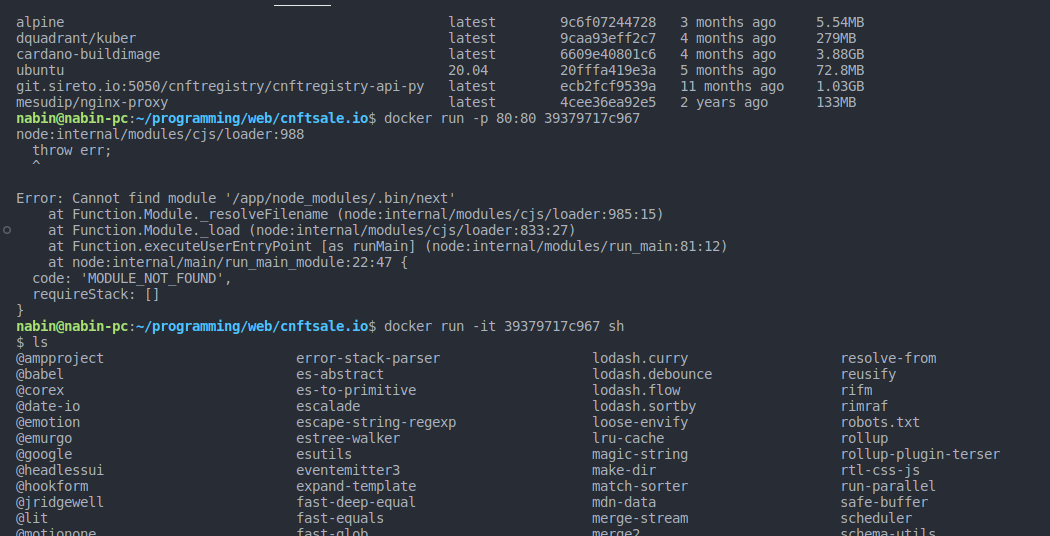 alpine latest 9c6f07244728 3 months ago 5.54MB
dquadrant/kuber latest 9caa93eff2c7 4 months ago 279MB
cardano-buildimage latest 6609e40801c6 4 months ago 3.88GB
ubuntu 20.04 20fffa419e3a 5 months ago 72.8MB
git.sireto.io:5050/cnftregistry/cnftregistry-api-py latest ecb2fcf9539a 11 months ago 1.03GB
mesudip/nginx-proxy latest 4cee36ea92e5 2 years ago 133MB
nabin@nabin-pc:~/programming/web/cnftsale.io$ docker run -p 80:80 39379717c967
node:internal/modules/cjs/loader:988
  throw err;
  ^
Error: Cannot find module '/app/node_modules/.bin/next'
    at Function.Module._resolveFilename (node:internal/modules/cjs/loader:985:15)
    at Function.Module._load (node:internal/modules/cjs/loader:833:27)
    at Function.executeUserEntryPoint [as runMain] (node:internal/modules/run_main:81:12)
    at node:internal/main/run_main_module:22:47 {
  code: 'MODULE_NOT_FOUND',
  requireStack: []
}
nabin@nabin-pc:~/programming/web/cnftsale.io$ docker run -it 39379717c967 sh
$ ls
@ampproject error-stack-parser lodash.curry resolve-from
@babel es-abstract lodash.debounce reusify
@corex es-to-primitive lodash.flow rifm
@date-io escalade lodash.sortby rimraf
@emotion escape-string-regexp loose-envify robots.txt
@emurgo estree-walker lru-cache rollup
@google esutils magic-string rollup-plugin-terser
@headlessui eventemitter3 make-dir rtl-css-js
@hookform expand-template match-sorter run-parallel
@jridgewell fast-deep-equal mdn-data safe-buffer
@lit fast-equals merge-stream scheduler
@motionone fast-glob merge2 schema-utils